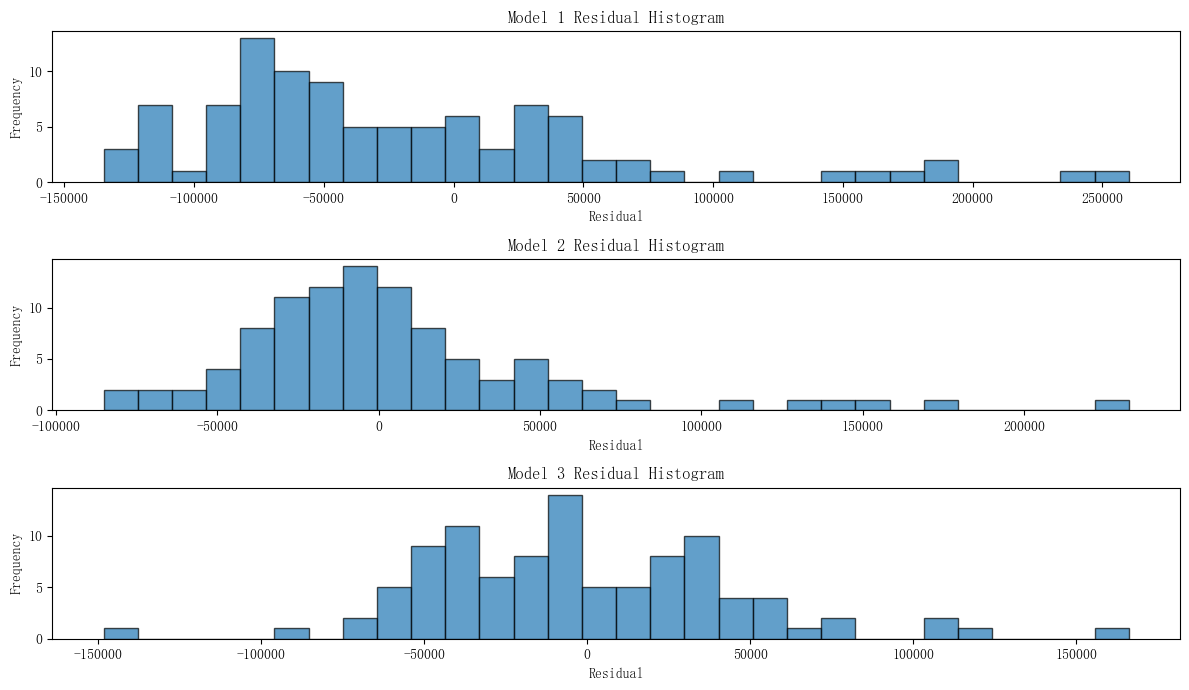 Model 1 Residual Histogram
10
5
0
Frequency
-150000 -100000 -50000 0 50000 100000 150000 200000 250000
Residual
Model 2 Residual Histogram
10
5
0
Frequency
-100000 -50000 0 50000 100000 150000 200000
Residual
Model 3 Residual Histogram
10
5
0
Frequency
-150000 -100000 -50000 0 50000 100000 150000
Residual